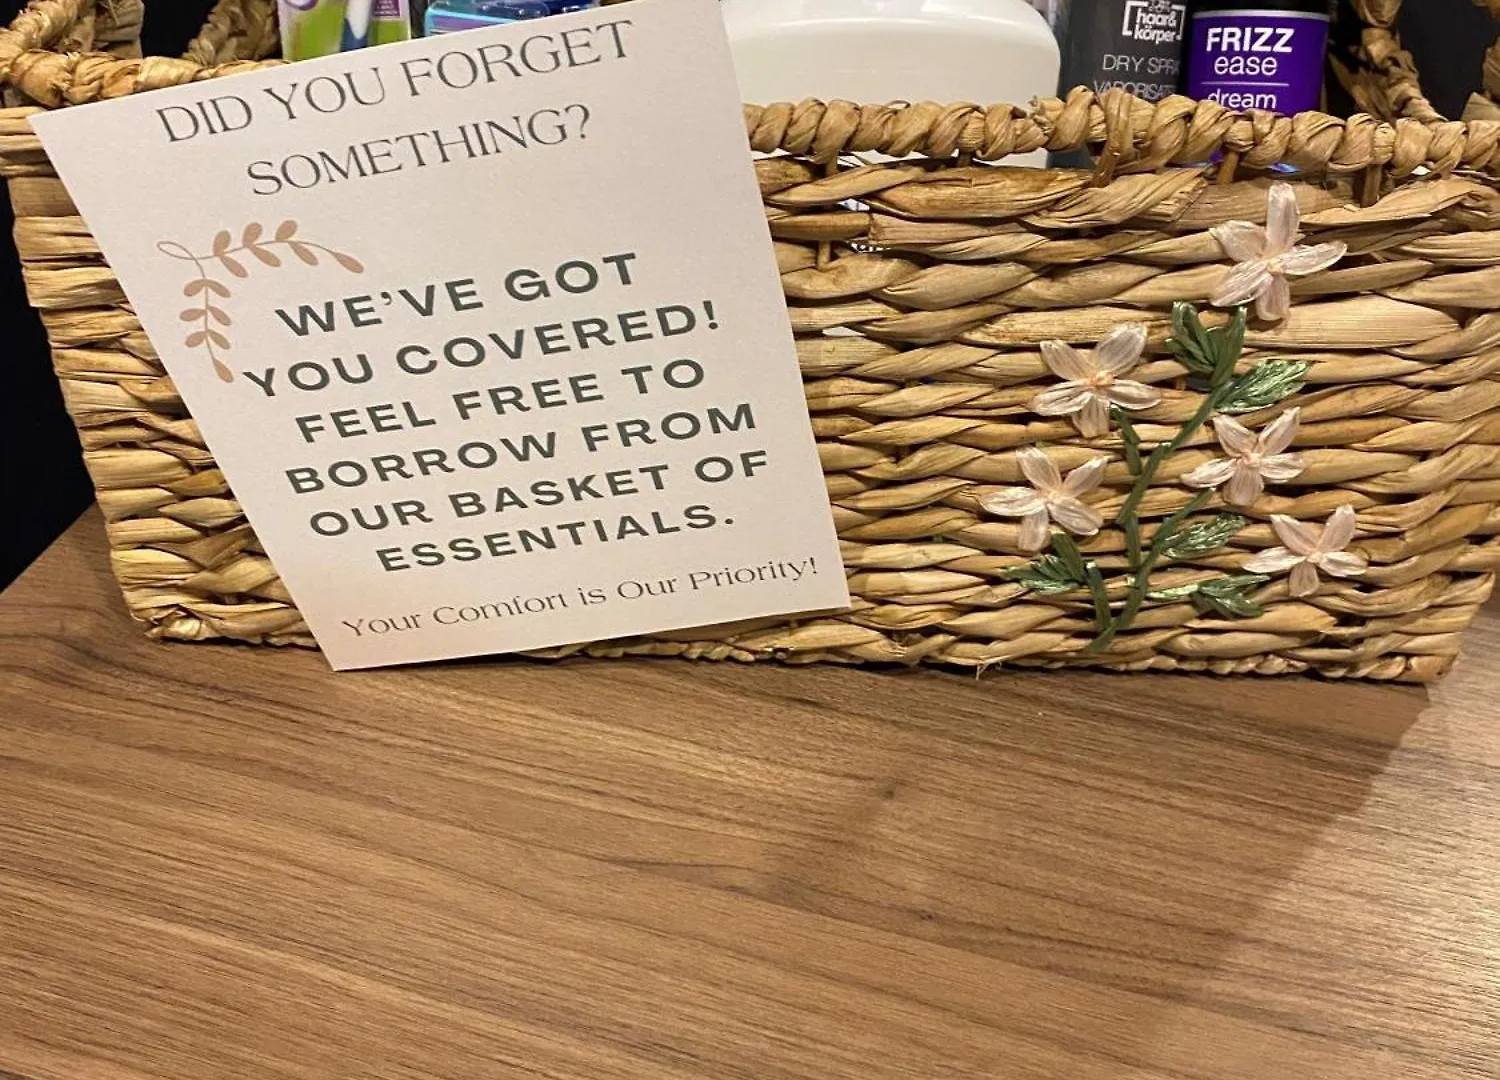 DID YOU FORGET
SOMETHING?
WE'VE GOT
YOU COVERED!
FEEL FREE TO
BORROW FROM
OUR BASKET OF
ESSENTIALS.
Your Comfort is Our Priority!
haar&
körper
DRY
FRIZZ
ease
dream